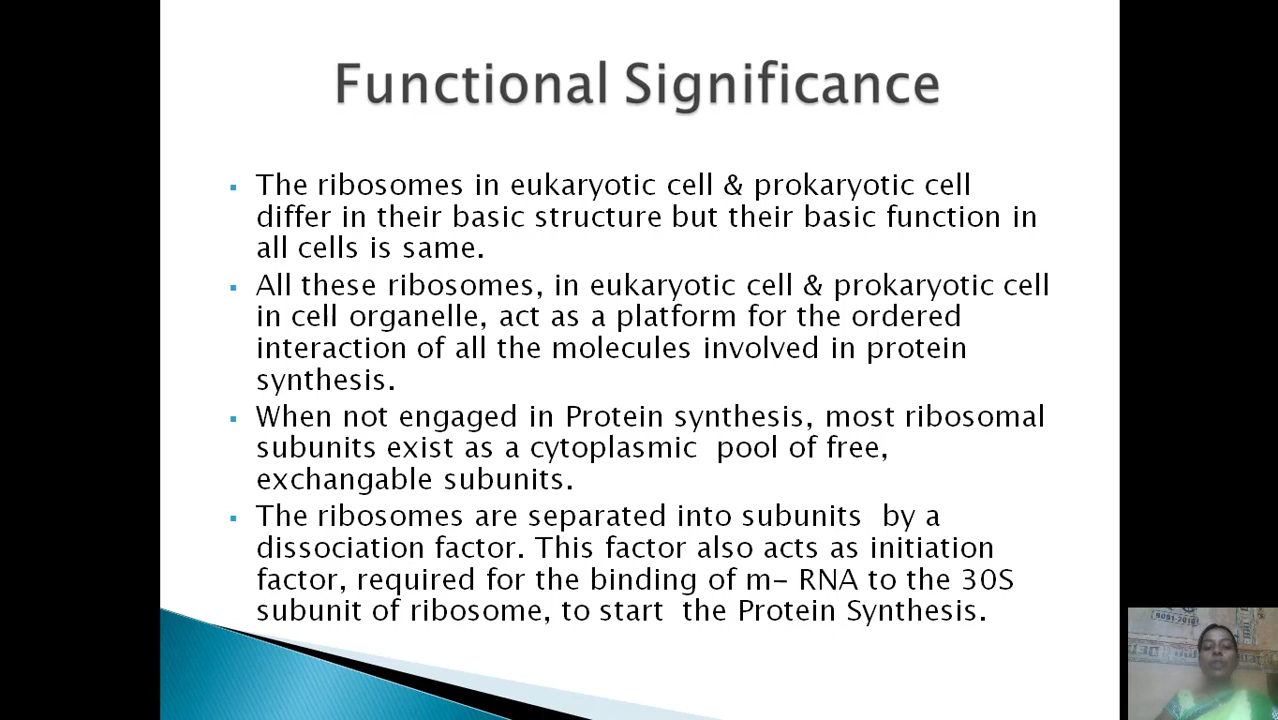 Functional Significance
▪ The ribosomes in eukaryotic cell & prokaryotic cell
differ in their basic structure but their basic function in
all cells is same.
▪ All these ribosomes, in eukaryotic cell & prokaryotic cell
in cell organelle, act as a platform for the ordered
interaction of all the molecules involved in protein
synthesis.
▪ When not engaged in Protein synthesis, most ribosomal
subunits exist as a cytoplasmic  pool of free,
exchangable subunits.
▪ The ribosomes are separated into subunits  by a
dissociation factor. This factor also acts as initiation
factor, required for the binding of m- RNA to the 30S
subunit of ribosome, to start  the Protein Synthesis.